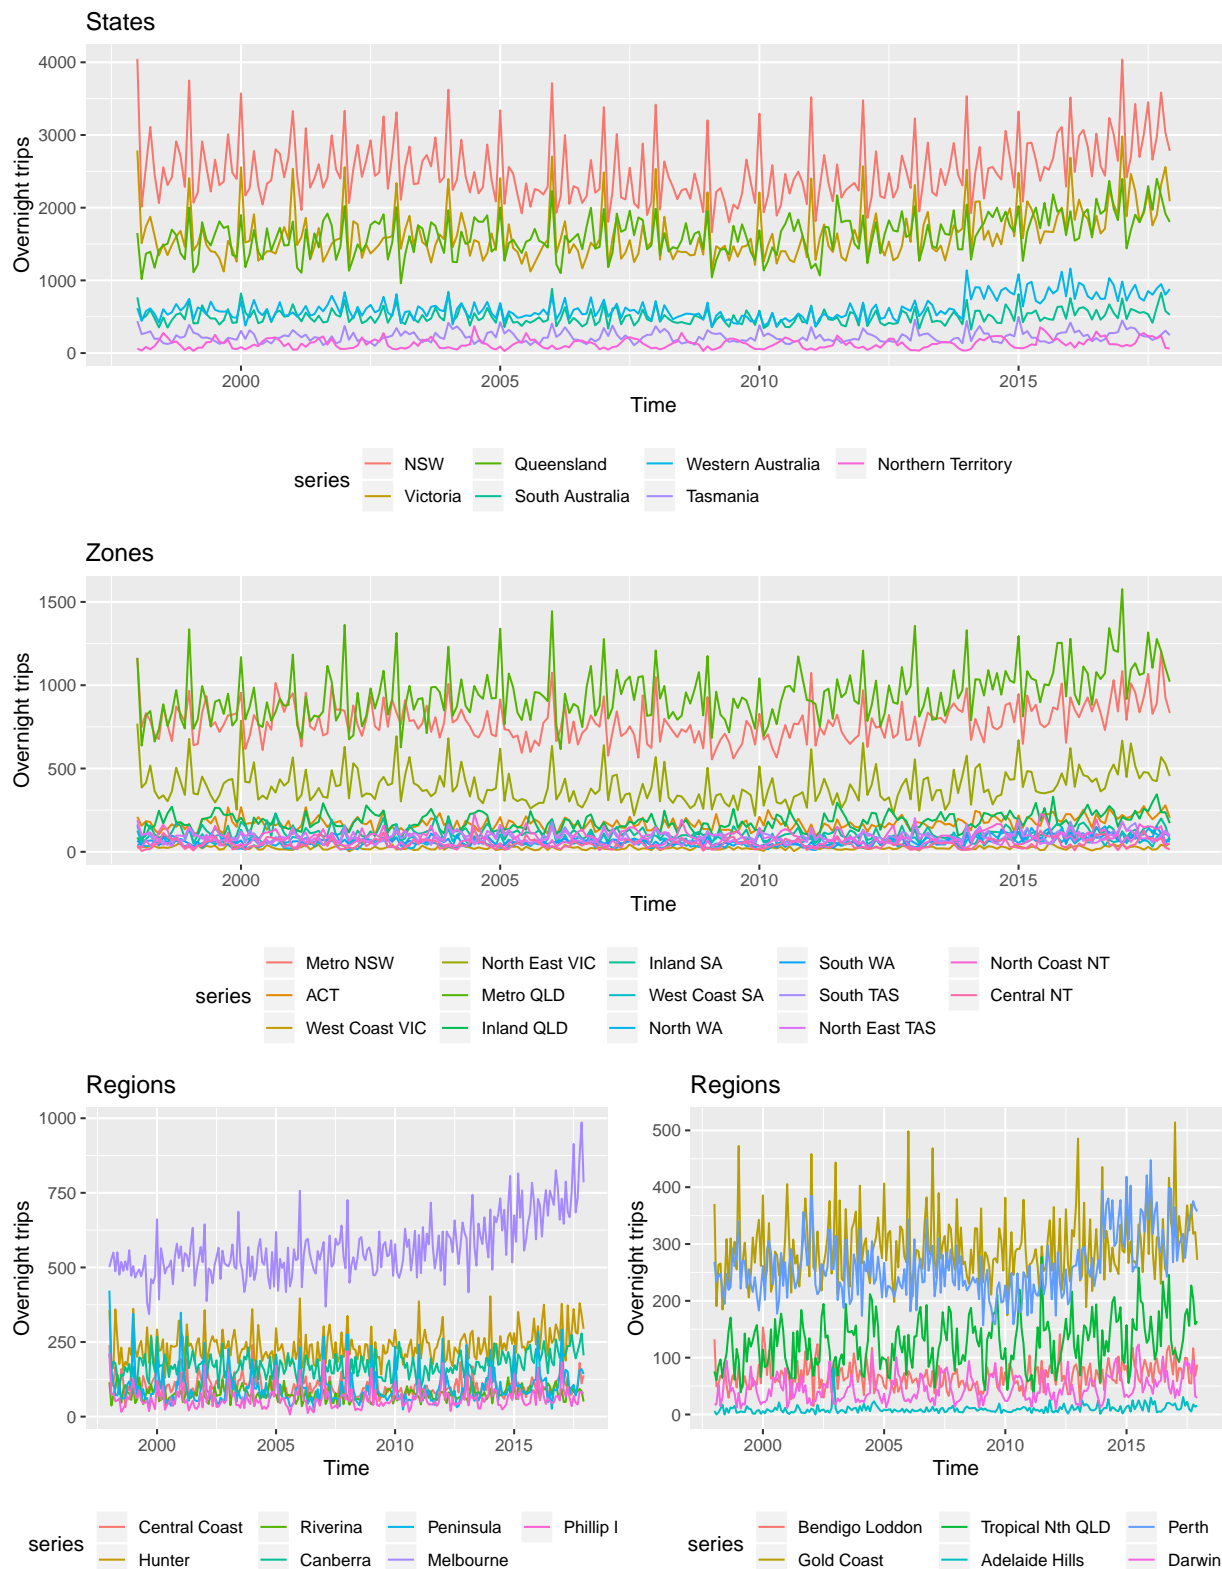 States
4000
3000
2000
1000
0
Overnight trips
2000 2005 2010 2015
Time
series
NSW Queensland Western Australia Northern Territory
Victoria South Australia Tasmania
Zones
1500
1000
500
0
Overnight trips
2000 2005 2010 2015
Time
series
Metro NSW North East VIC Inland SA South WA North Coast NT
ACT Metro QLD West Coast SA South TAS Central NT
West Coast VIC Inland QLD North WA North East TAS
Regions
1000
750
500
250
0
Overnight trips
2000 2005 2010 2015
Time
series
Central Coast Riverina Peninsula Phillip I
Hunter Canberra Melbourne
Regions
500
400
300
200
100
0
Overnight trips
2000 2005 2010 2015
Time
series
Bendigo Loddon Tropical Nth QLD Perth
Gold Coast Adelaide Hills Darwin